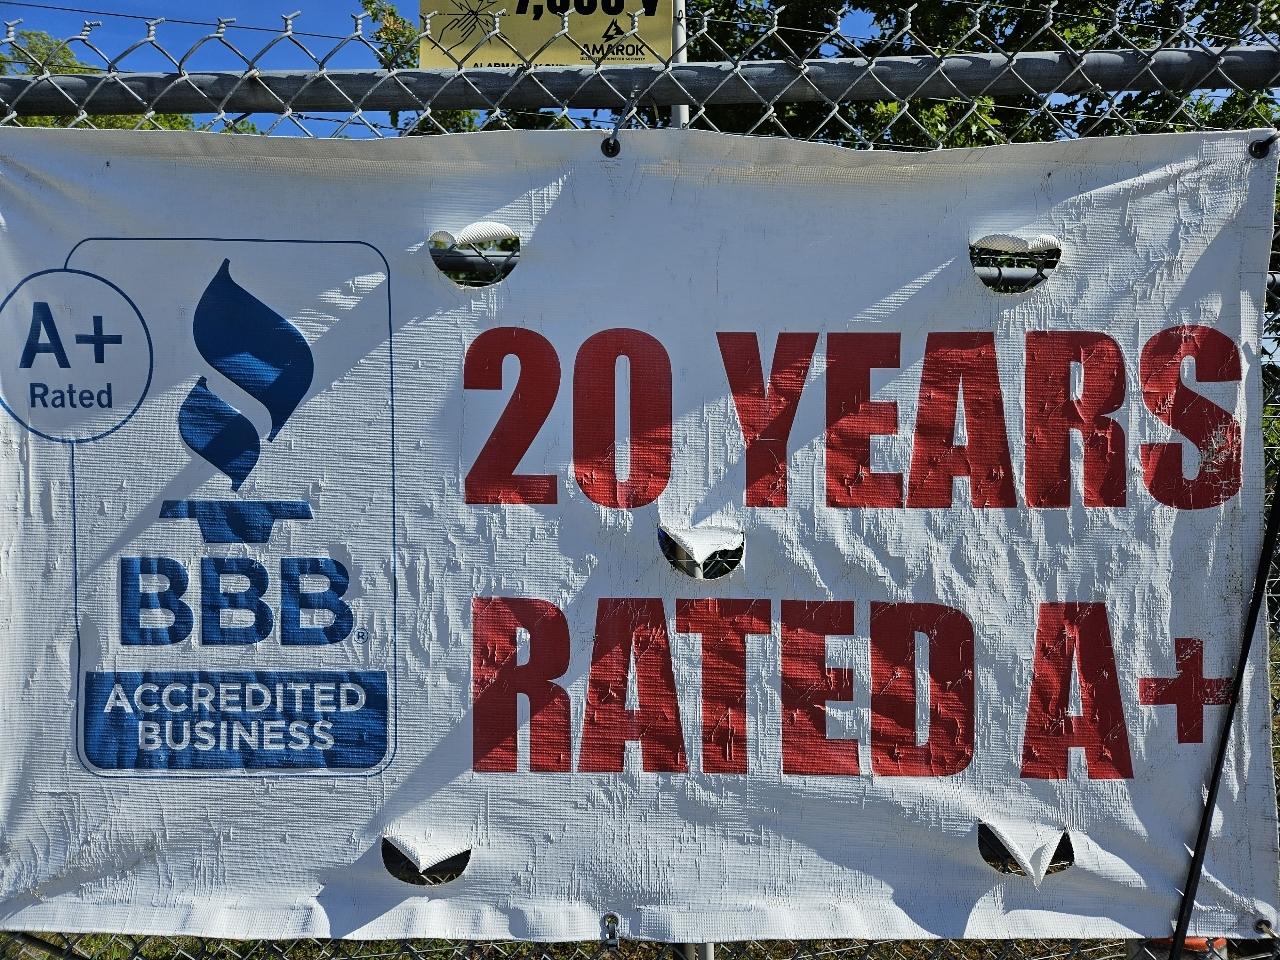 AMAROK
A+
Rated
BBB®
ACCREDITED
BUSINESS
20 YEARS
RATED A+